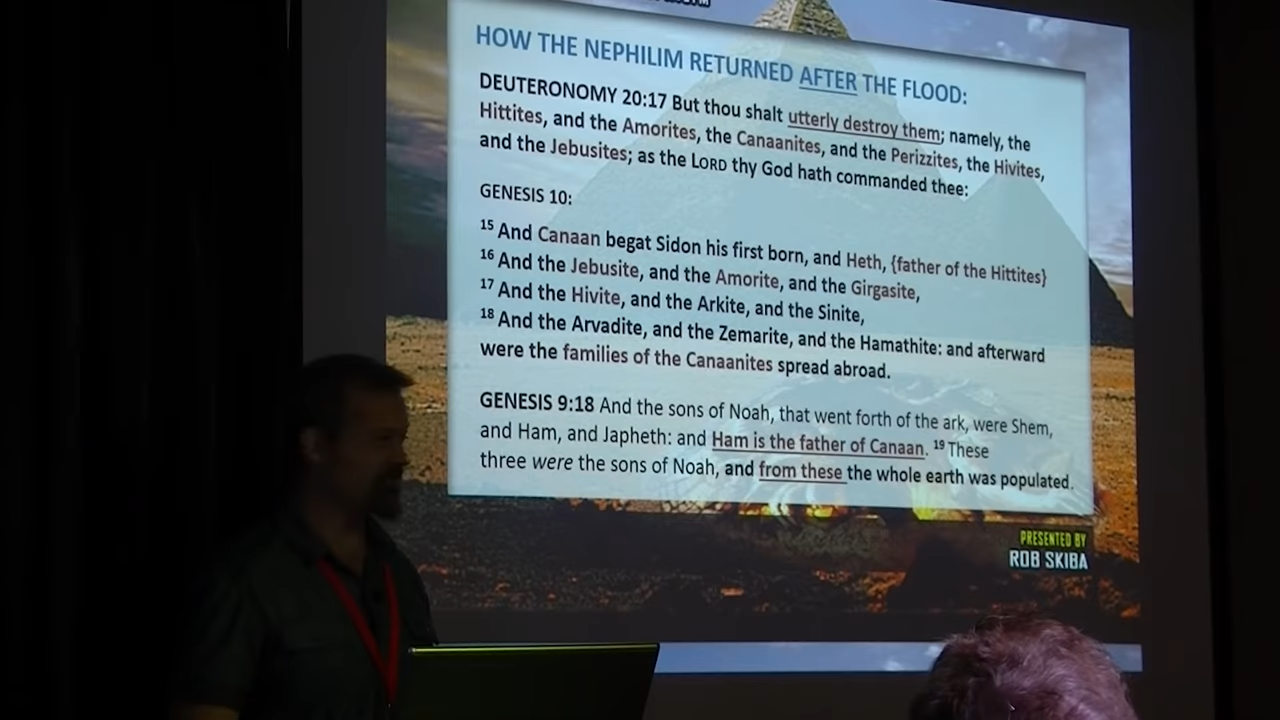 HOW THE NEPHILIM RETURNED AFTER THE FLOOD:
DEUTERONOMY 20:17 But thou shalt utterly destroy them; namely, the
Hittites, and the Amorites, the Canaanites, and the Perizzites, the Hivites,
and the Jebusites; as the LORD thy God hath commanded thee:
GENESIS 10:
15 And Canaan begat Sidon his first born, and Heth, {father of the Hittites}
16 And the Jebusite, and the Amorite, and the Girgasite,
17 And the Hivite, and the Arkite, and the Sinite,
18 And the Arvadite, and the Zemarite, and the Hamathite: and afterward
were the families of the Canaanites spread abroad.
GENESIS 9:18 And the sons of Noah, that went forth of the ark, were Shem,
and Ham, and Japheth: and Ham is the father of Canaan. 19 These
three were the sons of Noah, and from these the whole earth was populated.
PRESENTED BY
ROB SKIBA